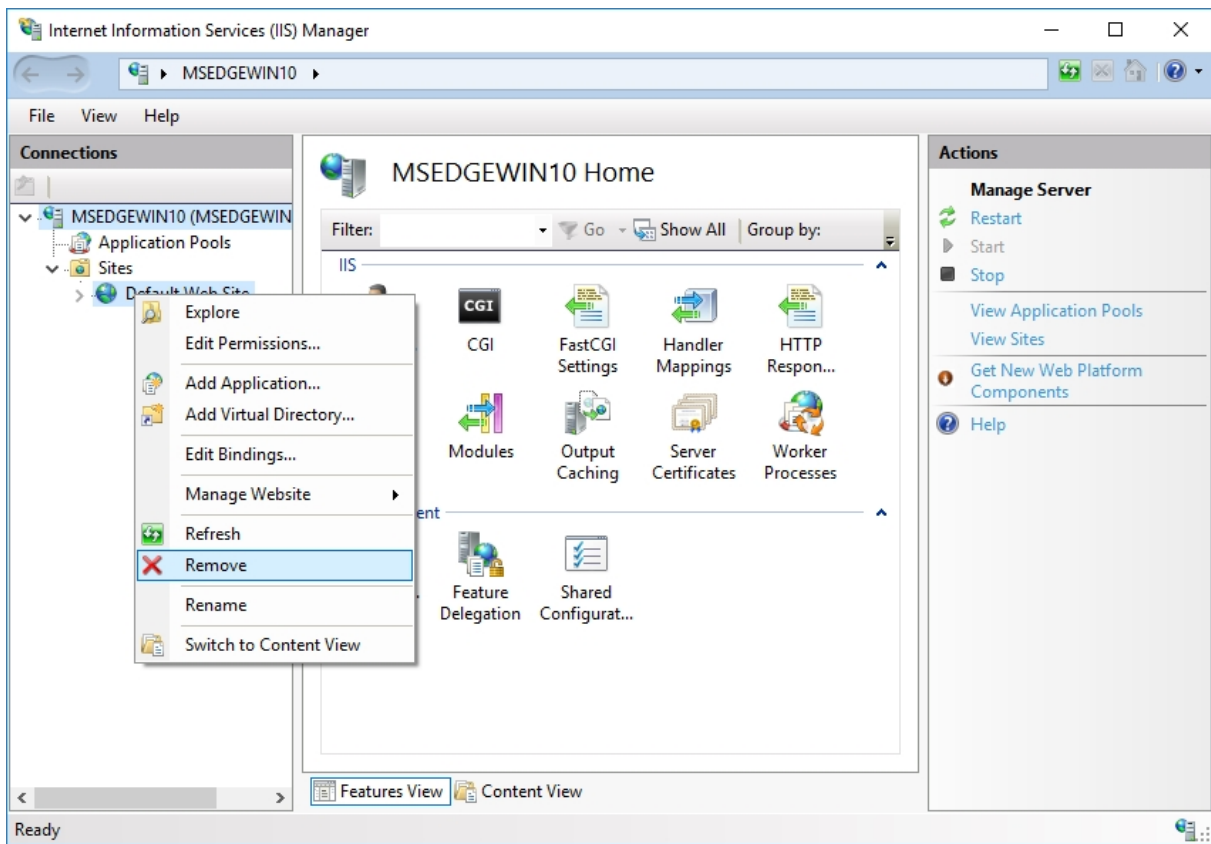 Internet Information Services (IIS) Manager
MSEDGEWIN10
File View Help
Connections
MSEDGEWIN10 (MSEDGEWIN
Application Pools
Sites
Default Web Site
Explore
Edit Permissions...
Add Application...
Add Virtual Directory...
Edit Bindings...
Manage Website
Refresh
Remove
Rename
Switch to Content View
MSEDGEWIN10 Home
Filter: Go Show All Group by:
IIS
CGI
CGI
FastCGI
Settings
Handler
Mappings
HTTP
Respon...
Modules
Output
Caching
Server
Certificates
Worker
Processes
ent
Feature
Delegation
Shared
Configurat...
Features View Content View
Actions
Manage Server
Restart
Start
Stop
View Application Pools
View Sites
Get New Web Platform
Components
Help
Ready